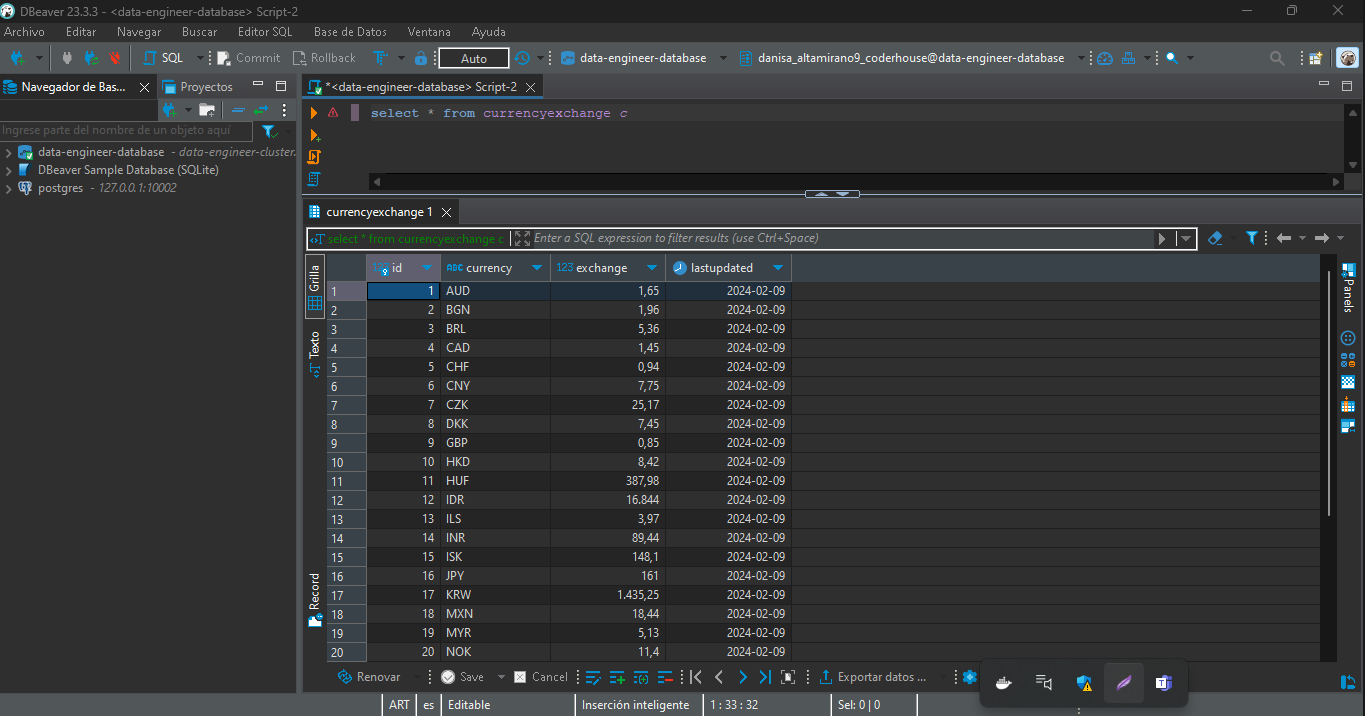 DBeaver 23.3.3 - <data-engineer-database> Script-2
Archivo Editar Navegar Buscar Editor SQL Base de Datos Ventana Ayuda
SQL Commit Rollback Auto data-engineer-database danisa_altamirano9_coderhouse@data-engineer-database
Navegador de Bas... Proyectos
*<data-engineer-database> Script-2
Ingrese parte del nombre de un objeto aquí
data-engineer-database - data-engineer-cluster.
DBeaver Sample Database (SQLite)
postgres - 127.0.0.1:10002
select * from currencyexchange c
currencyexchange 1
select * from currencyexchange c Enter a SQL expression to filter results (use Ctrl+Space)
Grilla
Texto
Record
123 id ABC currency 123 exchange lastupdated
1 1 AUD 1,65 2024-02-09
2 2 BGN 1,96 2024-02-09
3 3 BRL 5,36 2024-02-09
4 4 CAD 1,45 2024-02-09
5 5 CHF 0,94 2024-02-09
6 6 CNY 7,75 2024-02-09
7 7 CZK 25,17 2024-02-09
8 8 DKK 7,45 2024-02-09
9 9 GBP 0,85 2024-02-09
10 10 HKD 8,42 2024-02-09
11 11 HUF 387,98 2024-02-09
12 12 IDR 16.844 2024-02-09
13 13 ILS 3,97 2024-02-09
14 14 INR 89,44 2024-02-09
15 15 ISK 148,1 2024-02-09
16 16 JPY 161 2024-02-09
17 17 KRW 1.435,25 2024-02-09
18 18 MXN 18,44 2024-02-09
19 19 MYR 5,13 2024-02-09
20 20 NOK 11,4 2024-02-09
Panels
Renovar Save Cancel Exportar datos ...
ART es Editable Inserción inteligente 1 : 33 : 32 Sel: 0 | 0